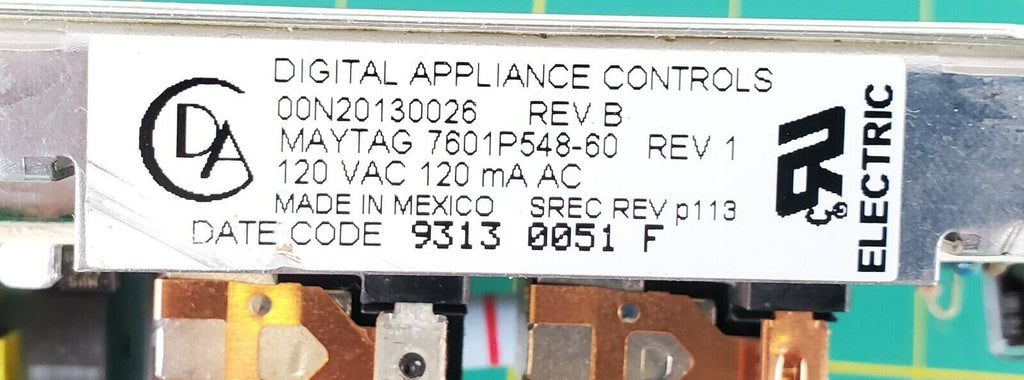 DIGITAL APPLIANCE CONTROLS
00N20130026 REV B
MAYTAG 7601P548-60 REV 1
120 VAC 120 mA AC
MADE IN MEXICO SREC REV p113
DATE CODE 9313 0051 F
DCA
ELECTRIC